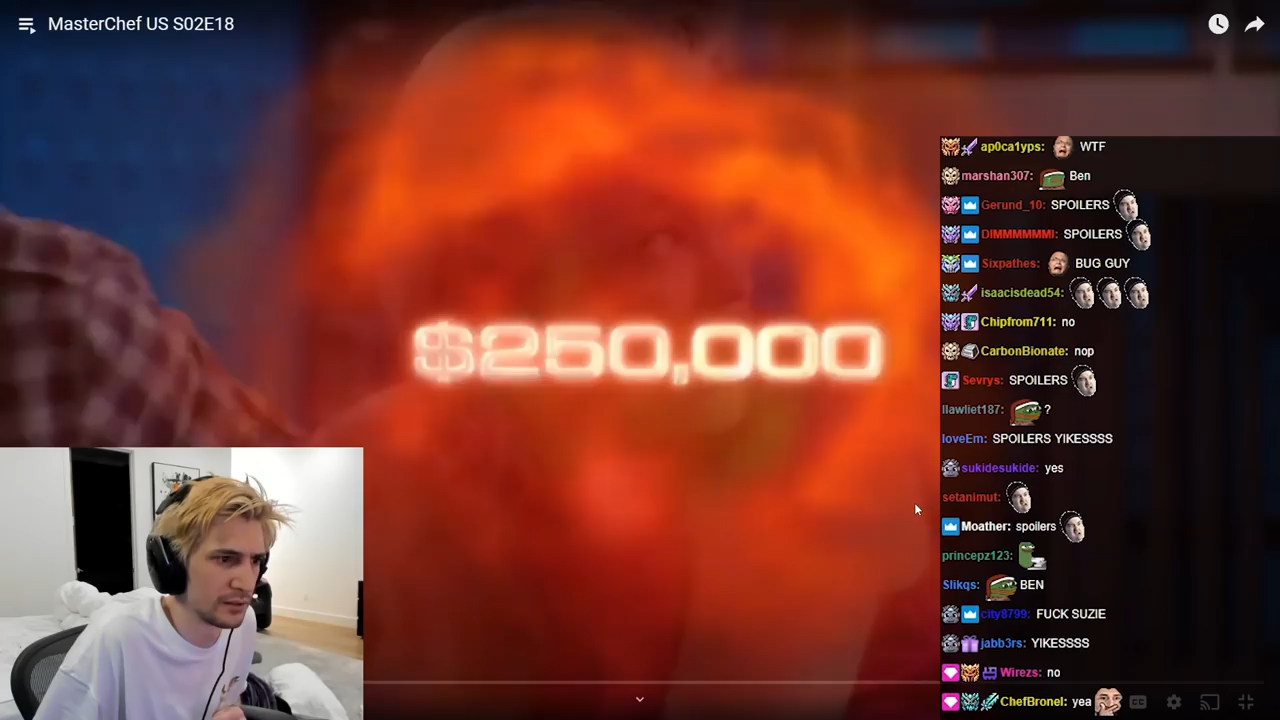 MasterChef US S02E18
ap0ca1yps: WTF
marshan307: Ben
Gerund_10: SPOILERS
DIMMMMMMI: SPOILERS
Sixpathes: BUG GUY
isaacisdead54:
Chipfrom711: no
CarbonBionate: nop
$250,000
Sevrys: SPOILERS
llawliet187: ?
loveEm: SPOILERS YIKESSSS
sukidesukide: yes
setanimut:
Moather: spoilers
princepz123:
Slikqs: BEN
city8799: FUCK SUZIE
jabb3rs: YIKESSSS
Wirezs: no
ChefBronel: yea
CC